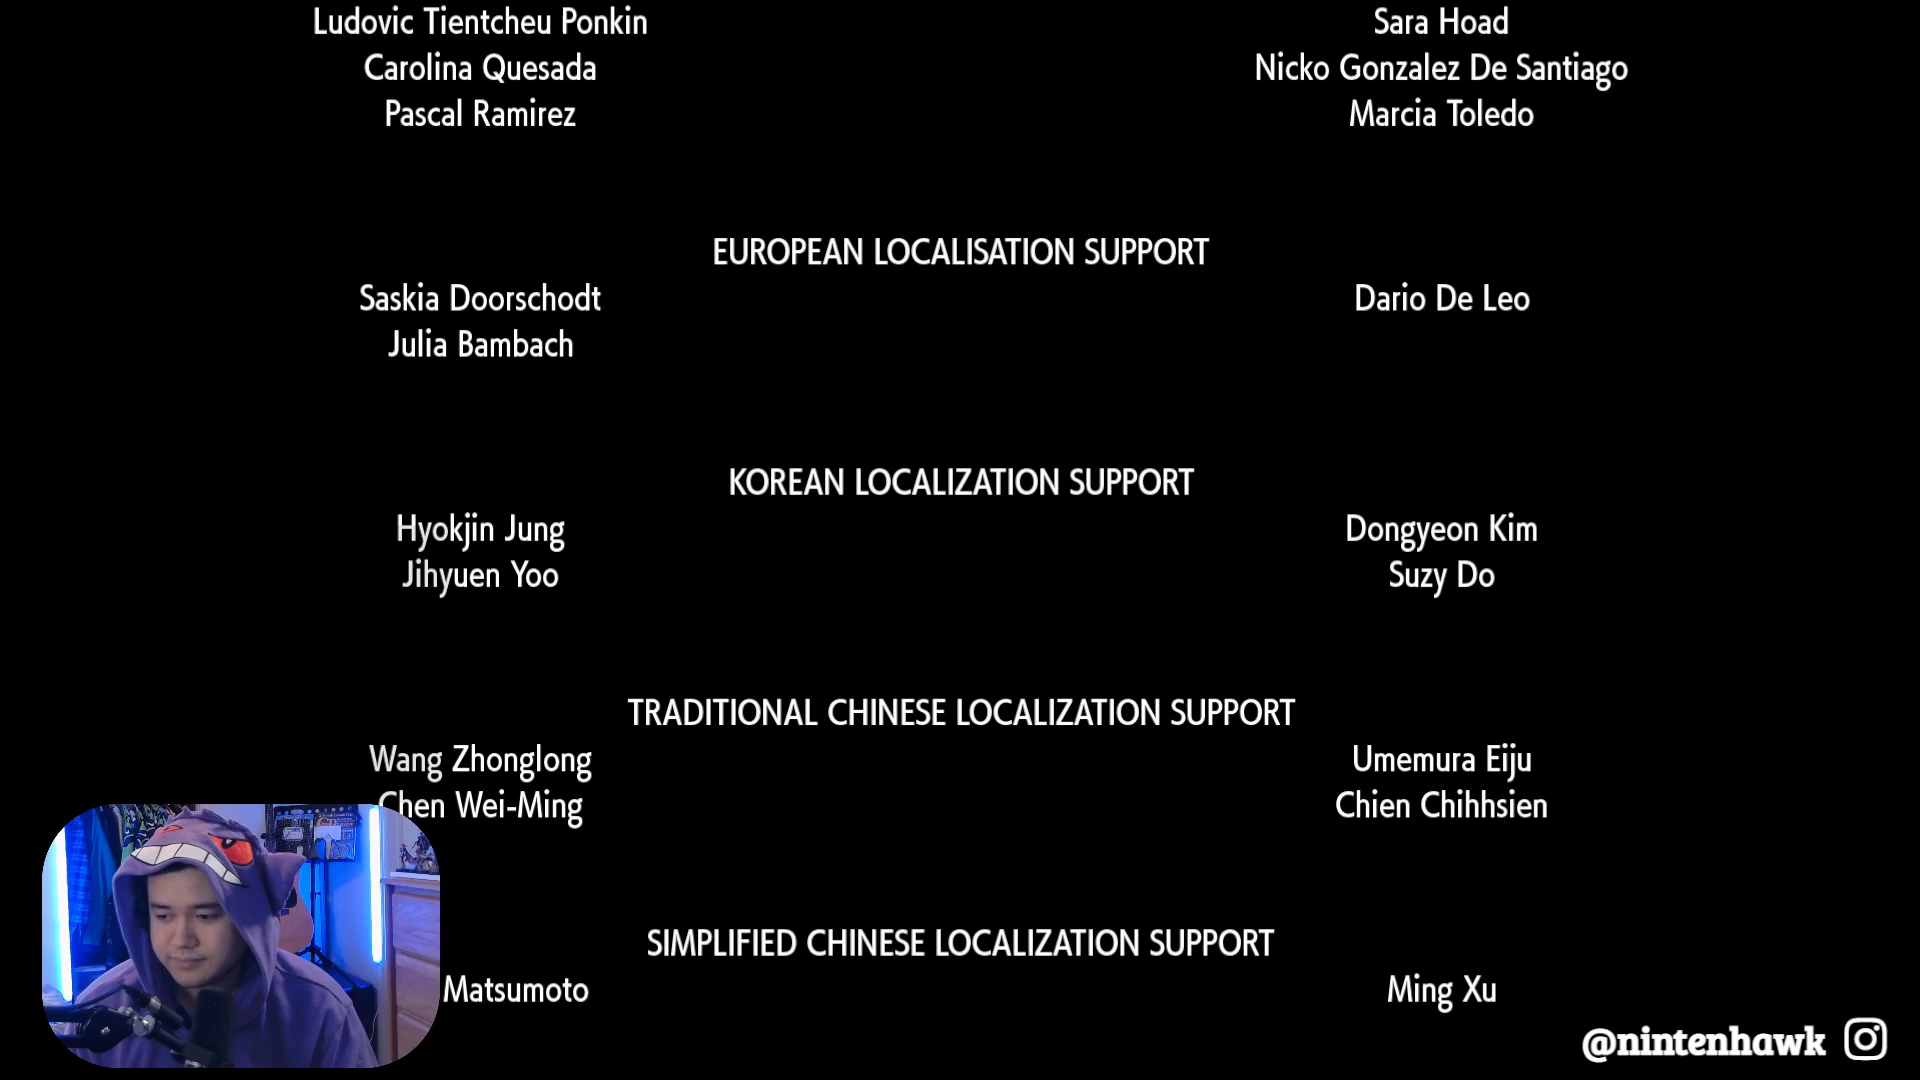 Ludovic Tientcheu Ponkin Sara Hoad
Carolina Quesada Nicko Gonzalez De Santiago
Pascal Ramirez Marcia Toledo
EUROPEAN LOCALISATION SUPPORT
Saskia Doorschodt Dario De Leo
Julia Bambach
KOREAN LOCALIZATION SUPPORT
Hyokjin Jung Dongyeon Kim
Jihyuen Yoo Suzy Do
TRADITIONAL CHINESE LOCALIZATION SUPPORT
Wang Zhonglong Umemura Eiju
Chen Wei-Ming Chien Chihhsien
SIMPLIFIED CHINESE LOCALIZATION SUPPORT
Matsumoto Ming Xu
@nintenhawk